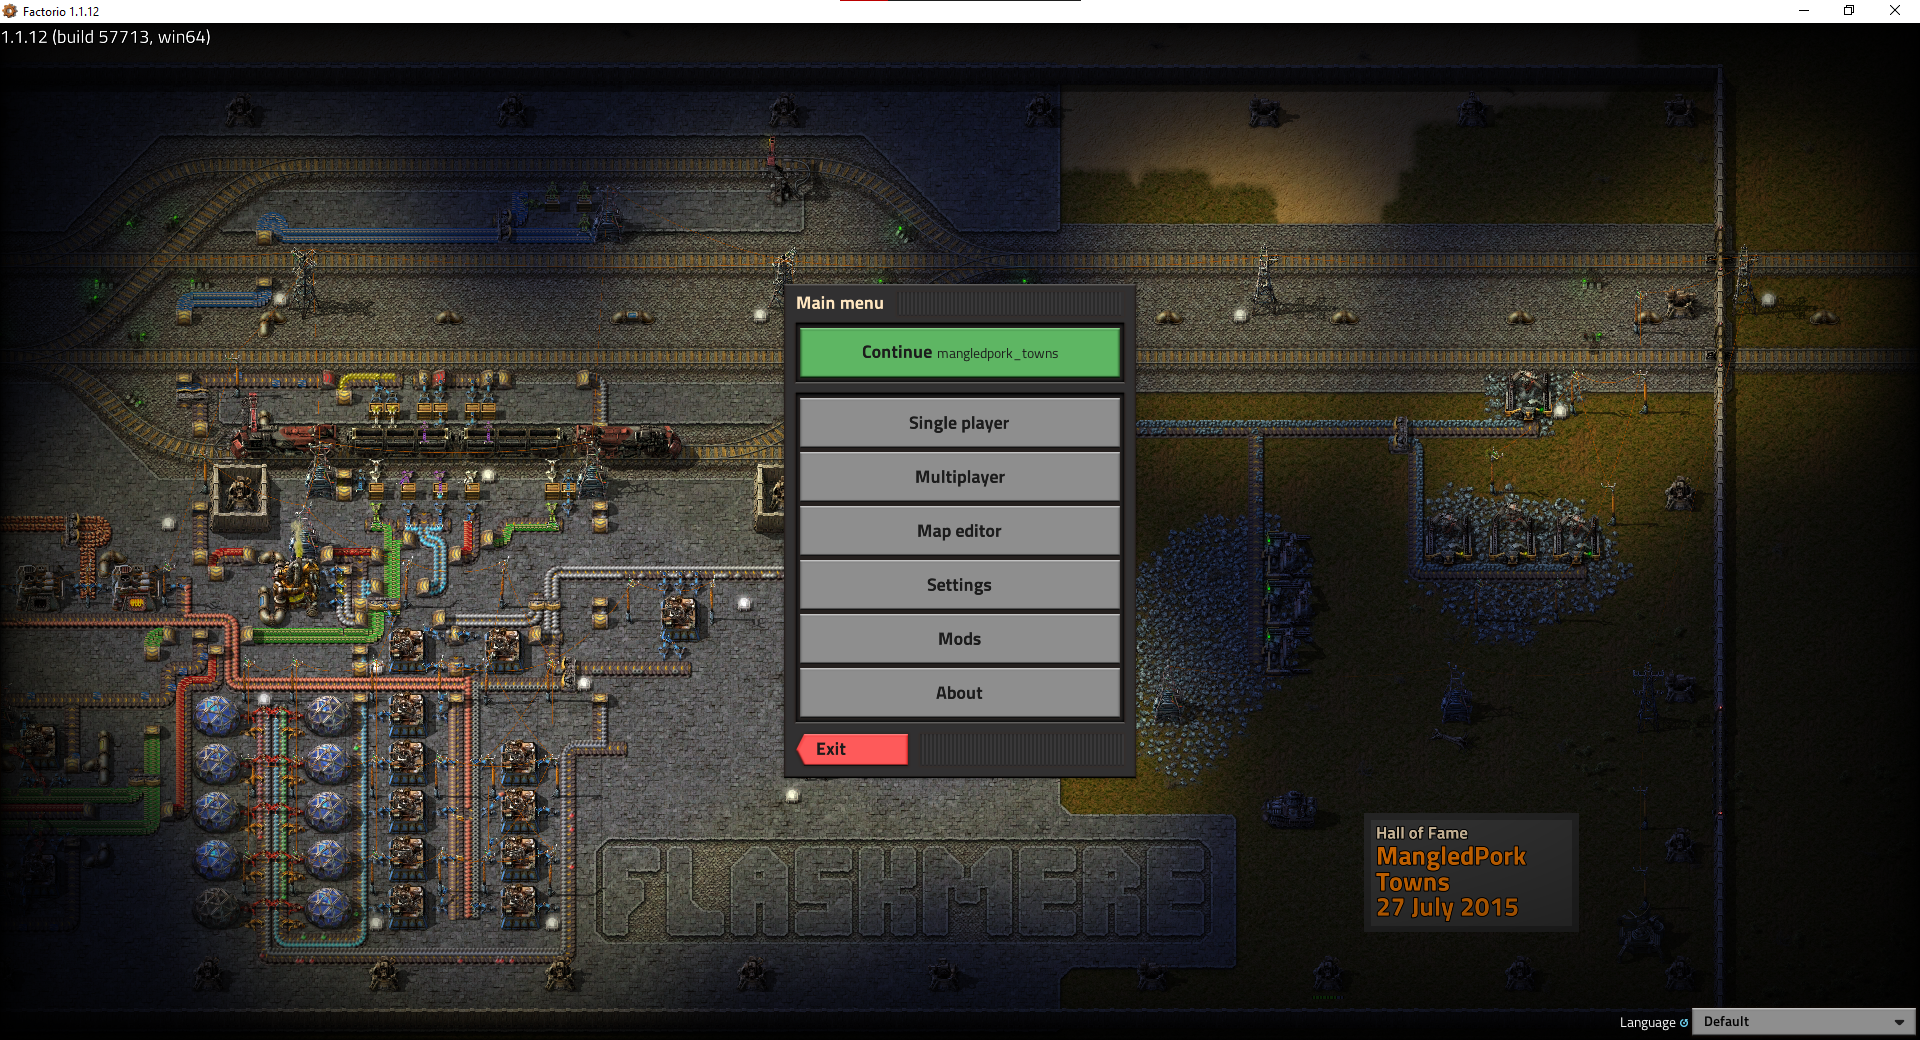 Factorio 1.1.12
1.1.12 (build 57713, win64)
Main menu
Continue mangledpork_towns
Single player
Multiplayer
Map editor
Settings
Mods
About
Exit
FLASKMERE
Hall of Fame
MangledPork
Towns
27 July 2015
Language
Default